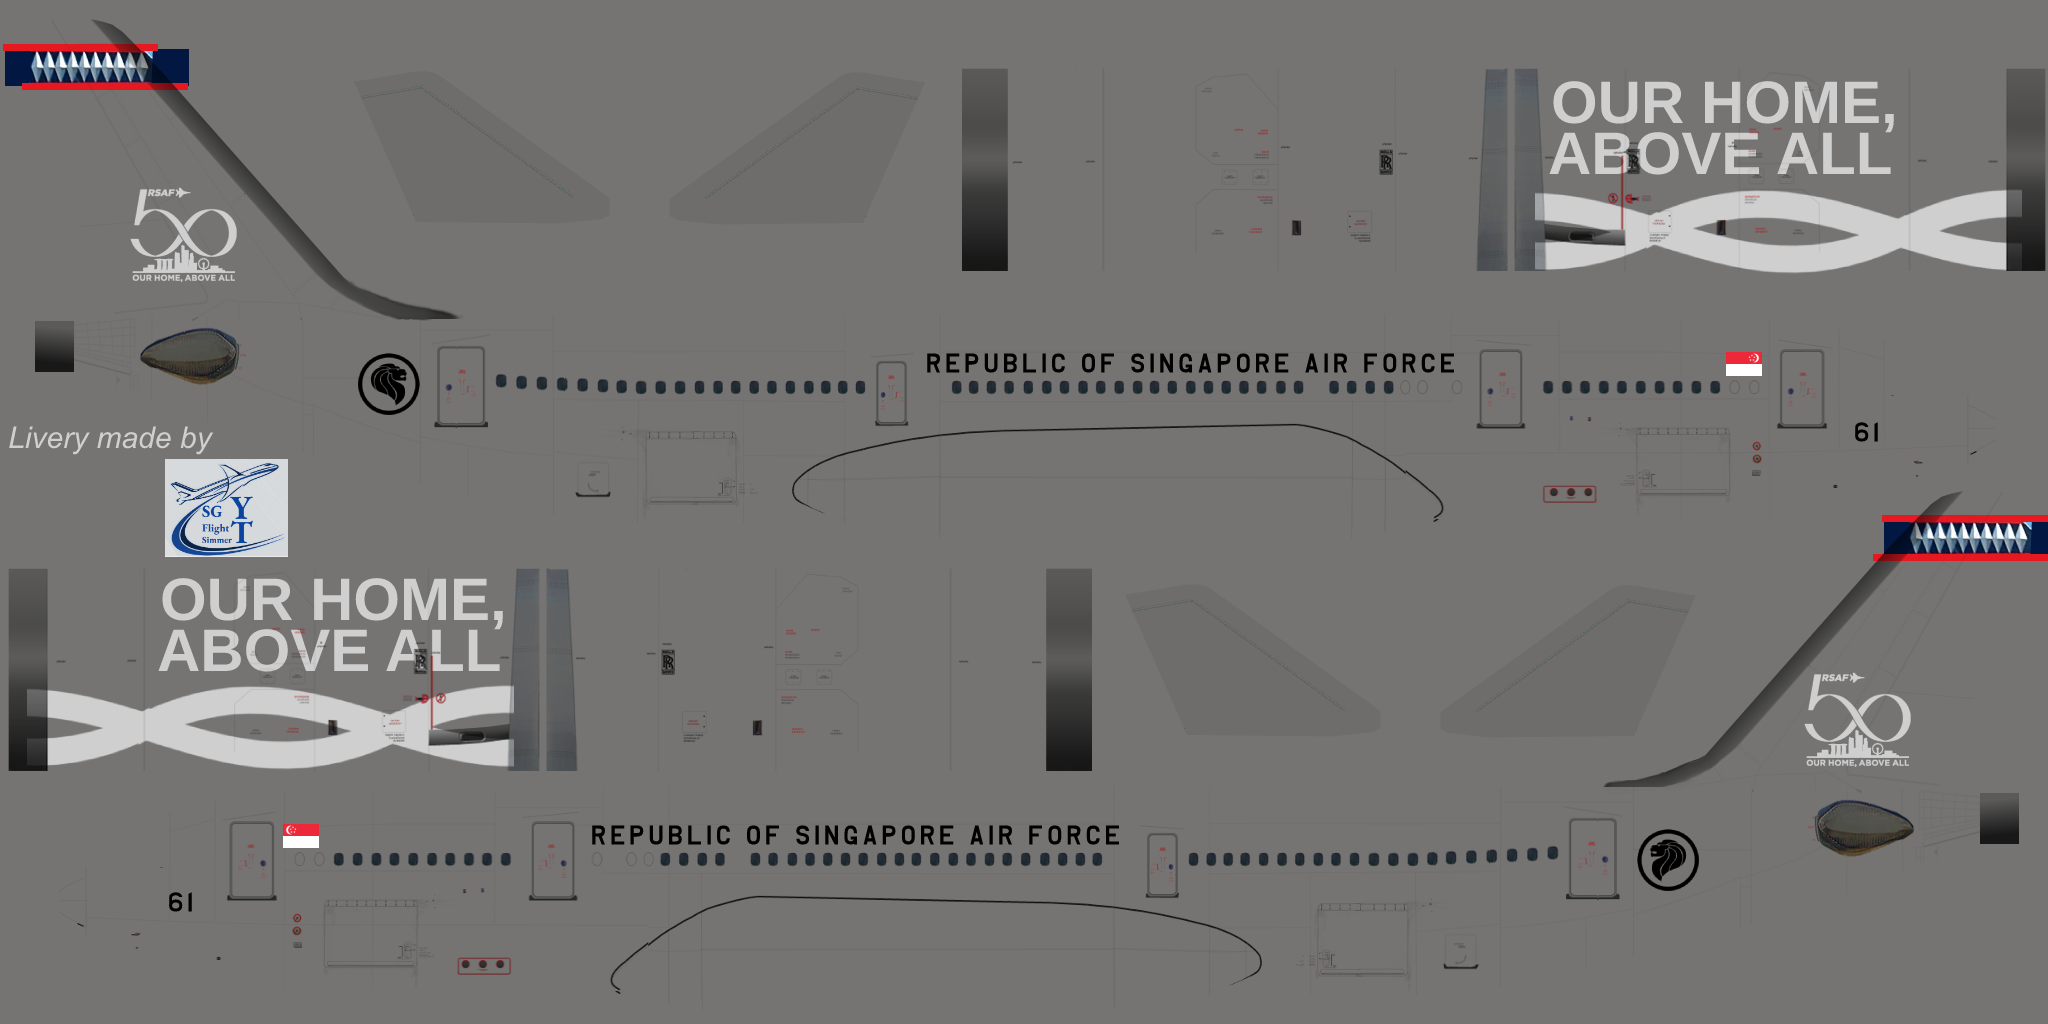 OUR HOME,
ABOVE ALL
RSAF
50
OUR HOME, ABOVE ALL
REPUBLIC OF SINGAPORE AIR FORCE
61
Livery made by
SG
Flight
Simmer
Y
T
OUR HOME,
ABOVE ALL
RSAF
50
OUR HOME, ABOVE ALL
REPUBLIC OF SINGAPORE AIR FORCE
61